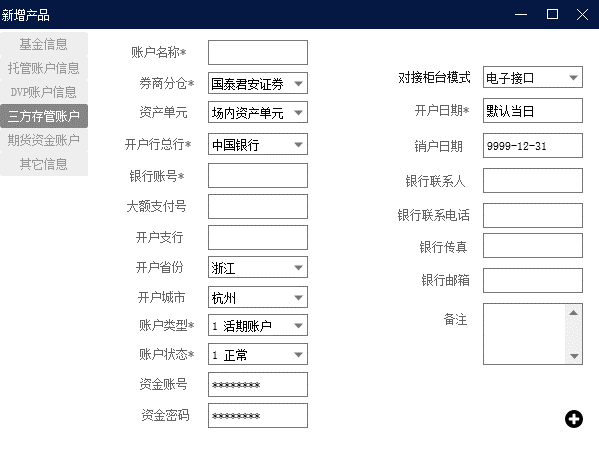 新增产品
基金信息
托管账户信息
DVP账户信息
三方存管账户
期货资金账户
其它信息
账户名称*
券商分仓* 国泰君安证券
资产单元 场内资产单元
开户行总行* 中国银行
银行账号*
大额支付号
开户支行
开户省份 浙江
开户城市 杭州
账户类型* 1 活期账户
账户状态* 1 正常
资金账号 ********
资金密码 ********
对接柜台模式 电子接口
开户日期* 默认当日
销户日期 9999-12-31
银行联系人
银行联系电话
银行传真
银行邮箱
备注